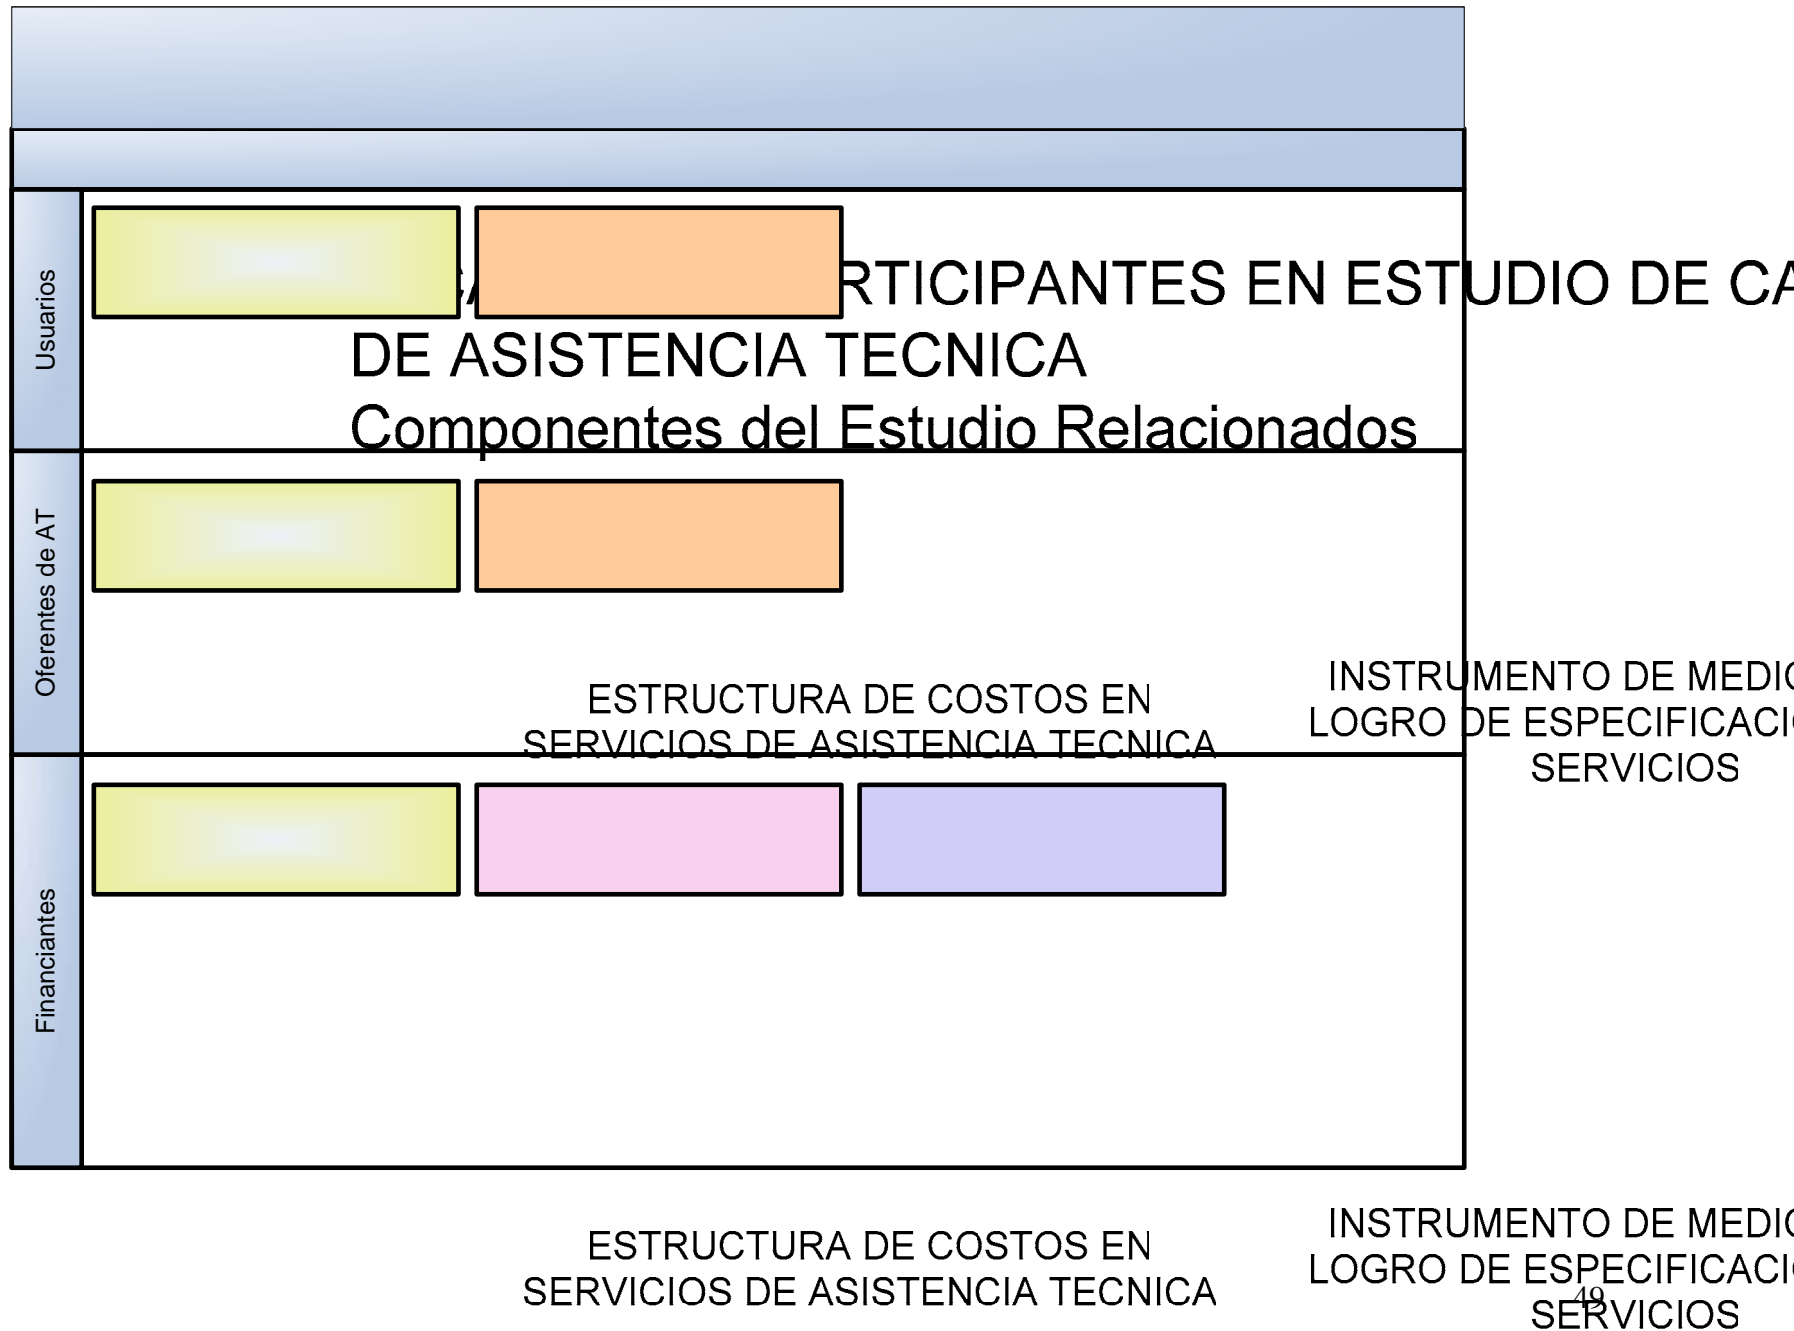 Usuarios
RTICIPANTES EN ESTUDIO DE CA
DE ASISTENCIA TECNICA
Componentes del Estudio Relacionados
Oferentes de AT
ESTRUCTURA DE COSTOS EN
SERVICIOS DE ASISTENCIA TECNICA
INSTRUMENTO DE MEDIC
LOGRO DE ESPECIFICACI
SERVICIOS
Financiantes
ESTRUCTURA DE COSTOS EN
SERVICIOS DE ASISTENCIA TECNICA
INSTRUMENTO DE MEDIC
LOGRO DE ESPECIFICACI
SERVICIOS
49